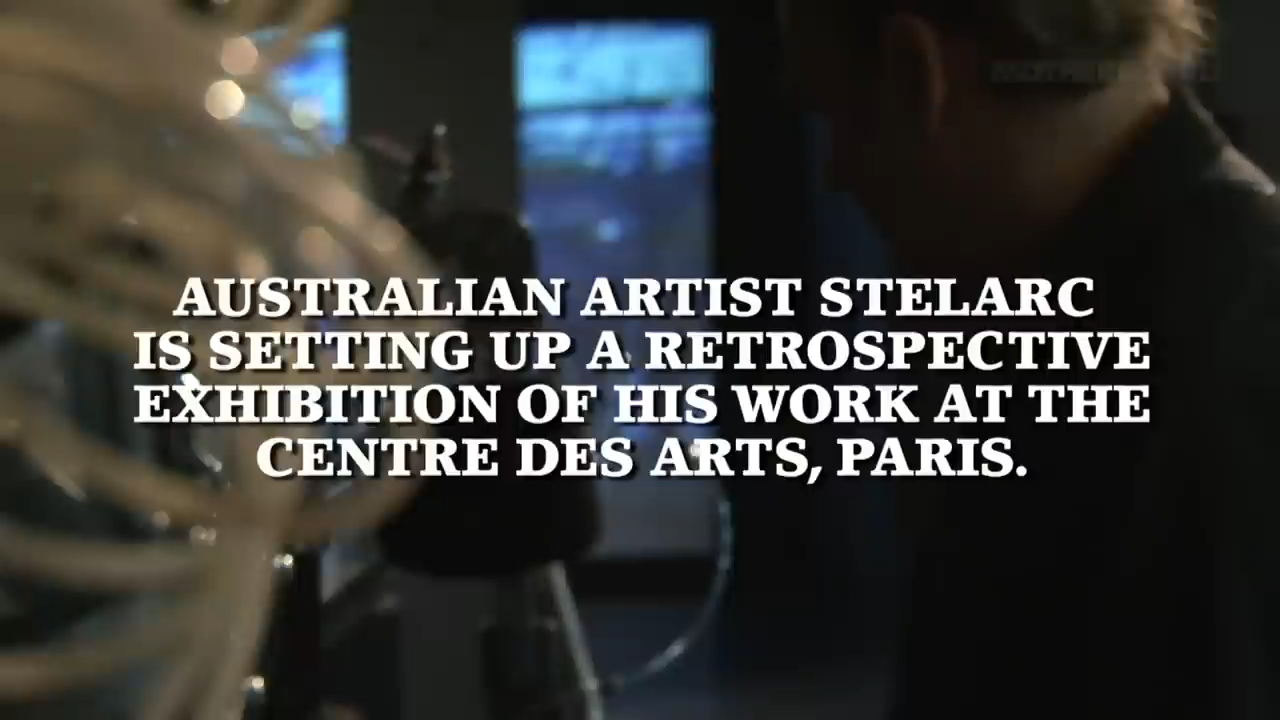 AUSTRALIAN ARTIST STELARC
IS SETTING UP A RETROSPECTIVE
EXHIBITION OF HIS WORK AT THE
CENTRE DES ARTS, PARIS.